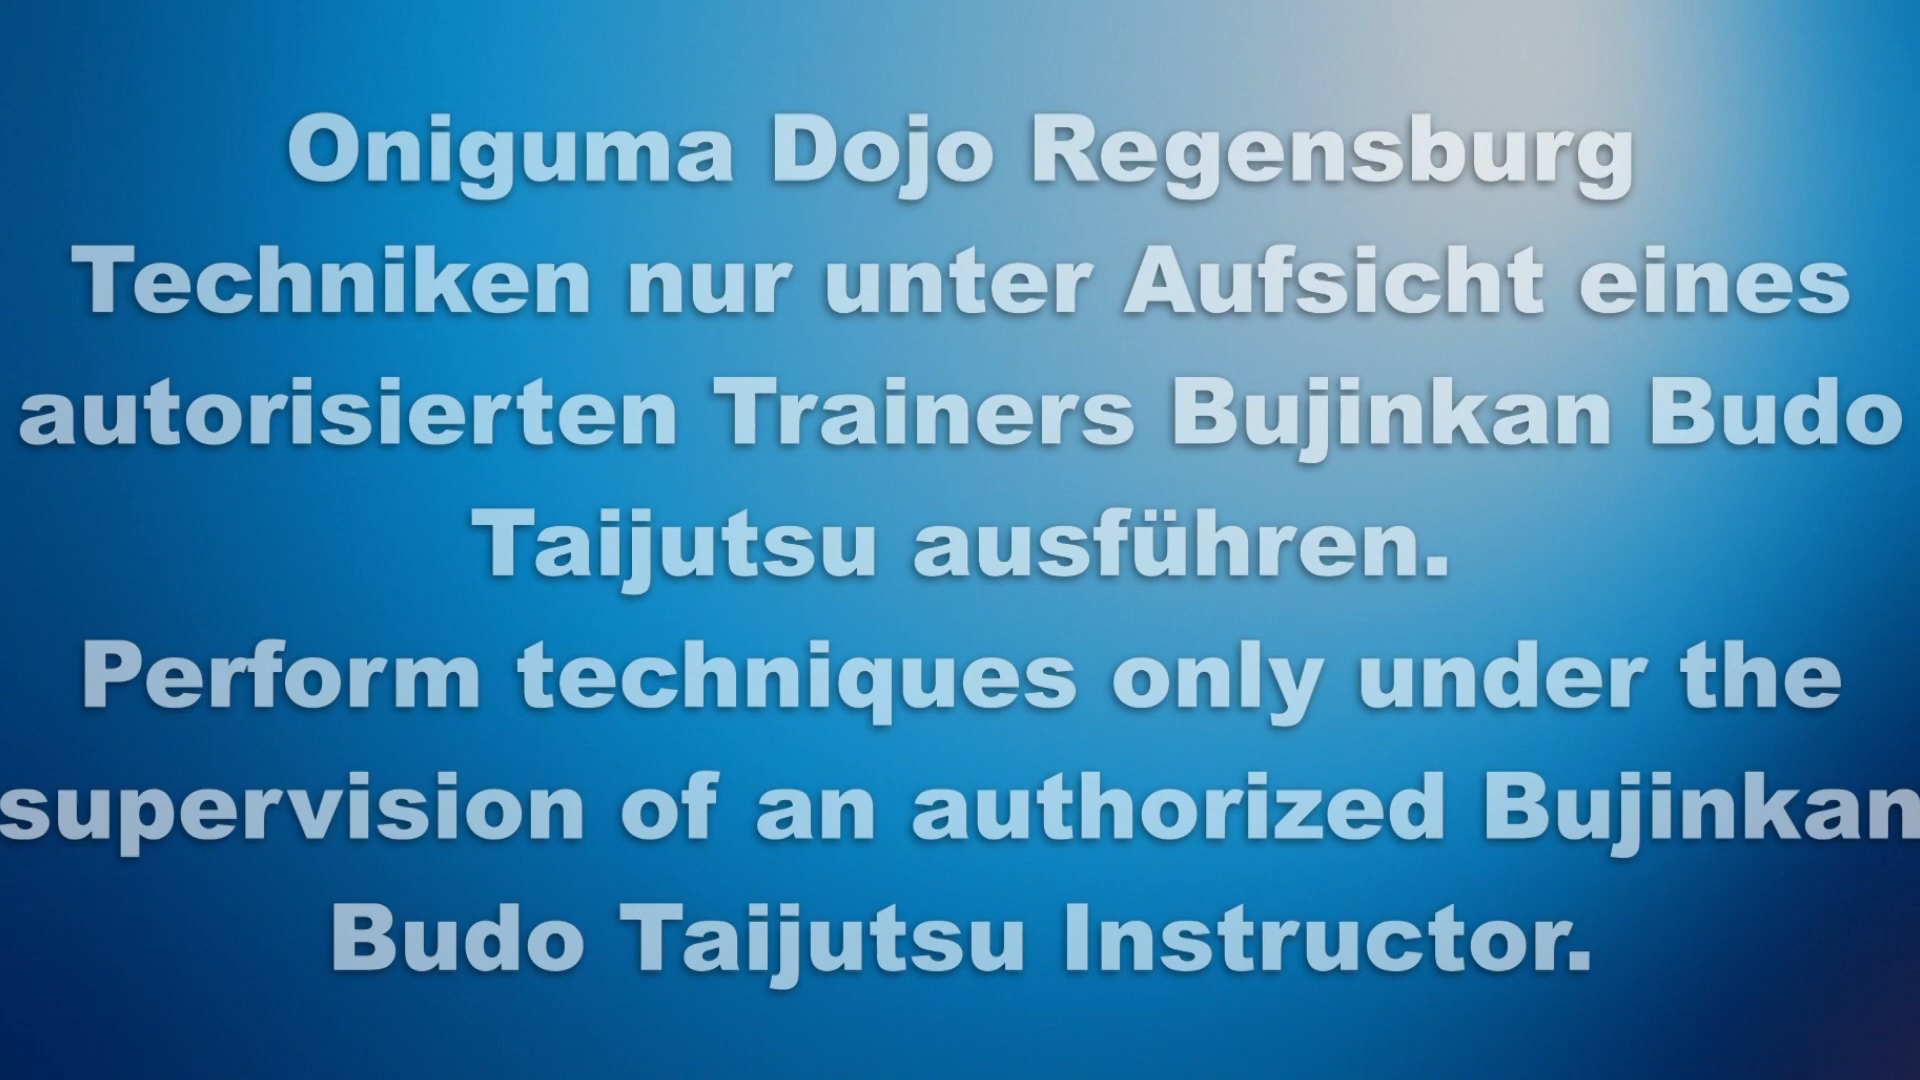 Oniguma Dojo Regensburg
Techniken nur unter Aufsicht eines
autorisierten Trainers Bujinkan Budo
Taijutsu ausführen.
Perform techniques only under the
supervision of an authorized Bujinkan
Budo Taijutsu Instructor.